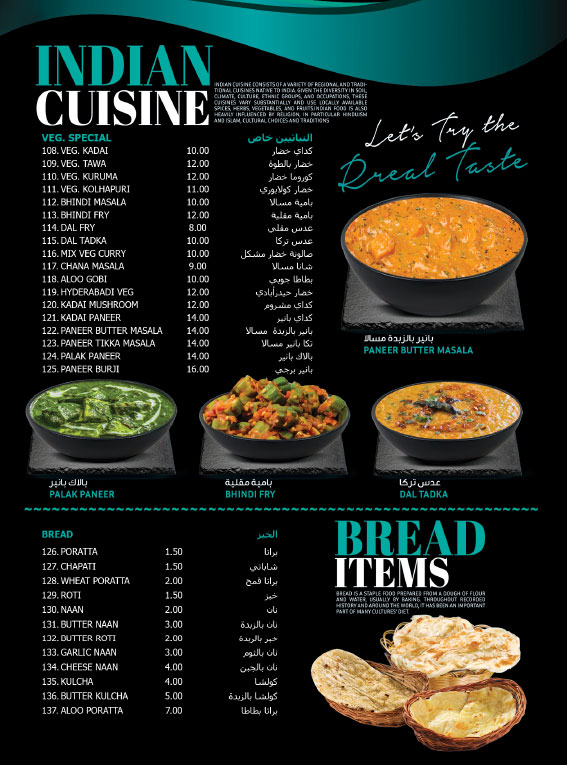 INDIAN
CUISINE
INDIAN CUISINE CONSISTS OF A VARIETY OF REGIONAL AND TRADI-
TIONAL CUISINES NATIVE TO INDIA. GIVEN THE DIVERSITY IN SOIL,
CLIMATE, CULTURE, ETHNIC GROUPS, AND OCCUPATIONS, THESE
CUISINES VARY SUBSTANTIALLY AND USE LOCALLY AVAILABLE
SPICES, HERBS, VEGETABLES, AND FRUITS.INDIAN FOOD IS ALSO
HEAVILY INFLUENCED BY RELIGION, IN PARTICULAR HINDUISM
AND ISLAM, CULTURAL CHOICES AND TRADITIONS
Let's Try the
Rreal Taste
VEG. SPECIAL النباتيين خاص
108. VEG. KADAI 10.00 كداي خضار
109. VEG. TAWA 12.00 خضار بالطوة
110. VEG. KURUMA 12.00 كوروما خضار
111. VEG. KOLHAPURI 11.00 خضار كولابوري
112. BHINDI MASALA 10.00 بامية مسالا
113. BHINDI FRY 12.00 بامية مقلية
114. DAL FRY 8.00 عدس مقلي
115. DAL TADKA 10.00 عدس تركا
116. MIX VEG CURRY 10.00 صالونة خضار مشكل
117. CHANA MASALA 9.00 شانا مسالا
118. ALOO GOBI 10.00 بطاطا جوبي
119. HYDERABADI VEG 12.00 خضار حيدرآبادي
120. KADAI MUSHROOM 12.00 كداي مشروم
121. KADAI PANEER 14.00 كداي بانير
122. PANEER BUTTER MASALA 14.00 بانير بالزبدة مسالا
123. PANEER TIKKA MASALA 14.00 تكا بانير مسالا
124. PALAK PANEER 14.00 بالاك بانير
125. PANEER BURJI 16.00 بانير برجي
بانير بالزبدة مسالا
PANEER BUTTER MASALA
بالاك بانير
PALAK PANEER
بامية مقلية
BHINDI FRY
عدس تركا
DAL TADKA
BREAD الخبز
126. PORATTA 1.50 براتا
127. CHAPATI 1.50 شاباتي
128. WHEAT PORATTA 2.00 براتا قمح
129. ROTI 1.50 خبز
130. NAAN 2.00 نان
131. BUTTER NAAN 3.00 نان بالزبدة
132. BUTTER ROTI 2.00 خبز بالزبدة
133. GARLIC NAAN 3.00 نان بالثوم
134. CHEESE NAAN 4.00 نان بالجبن
135. KULCHA 4.00 كولشا
136. BUTTER KULCHA 5.00 كولشا بالزبدة
137. ALOO PORATTA 7.00 براتا بطاطا
BREAD
ITEMS
BREAD IS A STAPLE FOOD PREPARED FROM A DOUGH OF FLOUR
AND WATER, USUALLY BY BAKING. THROUGHOUT RECORDED
HISTORY AND AROUND THE WORLD, IT HAS BEEN AN IMPORTANT
PART OF MANY CULTURES' DIET.